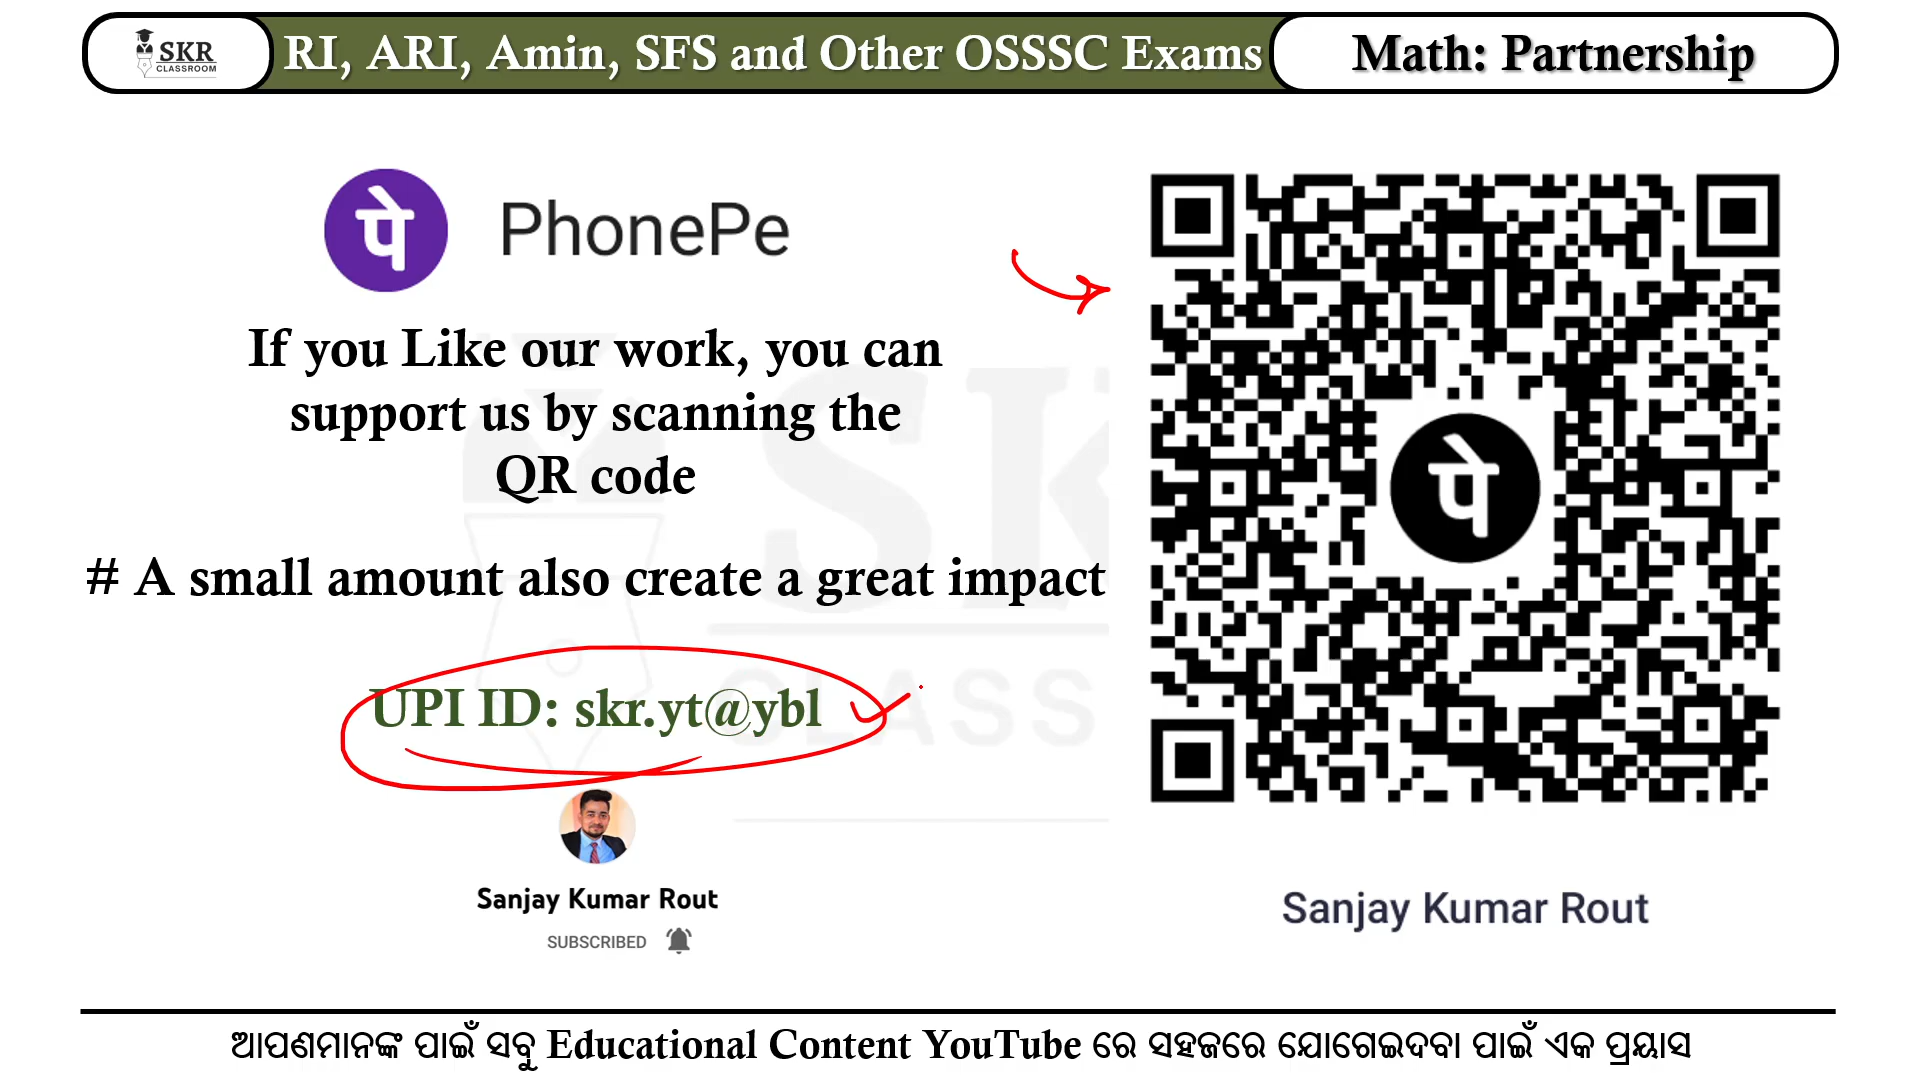 SKR
CLASSROOM
RI, ARI, Amin, SFS and Other OSSSC Exams
Math: Partnership
पे PhonePe
If you Like our work, you can
support us by scanning the
QR code
# A small amount also create a great impact
UPI ID: skr.yt@ybl
Sanjay Kumar Rout
SUBSCRIBED
पे
Sanjay Kumar Rout
ଆପଣମାନଙ୍କ ପାଇଁ ସବୁ Educational Content YouTube ରେ ସହଜରେ ଯୋଗେଇଦବା ପାଇଁ ଏକ ପ୍ରୟାସ